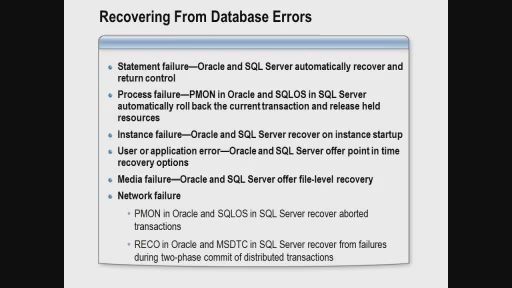 Recovering From Database Errors
Statement failure—Oracle and SQL Server automatically recover and
return control
Process failure—PMON in Oracle and SQLOS in SQL Server
automatically roll back the current transaction and release held
resources
Instance failure—Oracle and SQL Server recover on instance startup
User or application error—Oracle and SQL Server offer point in time
recovery options
Media failure—Oracle and SQL Server offer file-level recovery
Network failure
PMON in Oracle and SQLOS in SQL Server recover aborted
transactions
RECO in Oracle and MSDTC in SQL Server recover from failures
during two-phase commit of distributed transactions